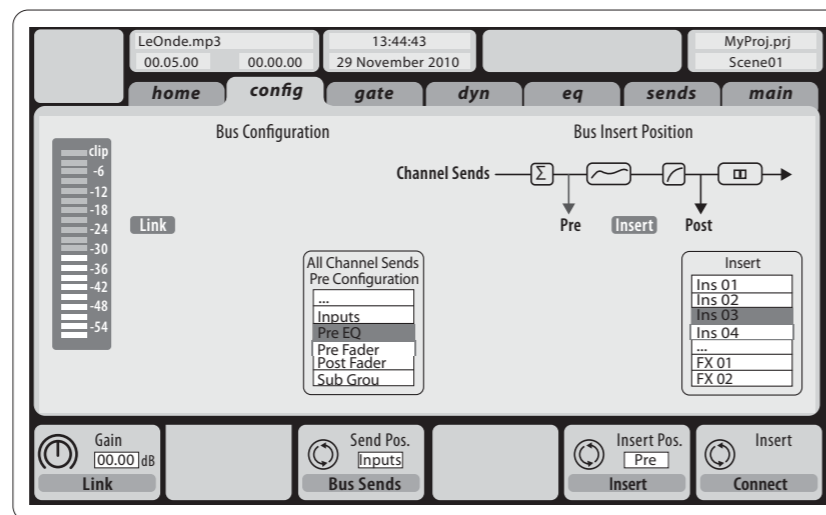 LeOnde.mp3
00.05.00 00.00.00
13:44:43
29 November 2010
MyProj.prj
Scene01
home config gate dyn eq sends main
Bus Configuration
Bus Insert Position
clip
-6
-12
-18
-24
-30
-36
-42
-48
-54
Link
Channel Sends
Σ
Pre Insert Post
All Channel Sends
Pre Configuration
...
Inputs
Pre EQ
Pre Fader
Post Fader
Sub Grou
Insert
Ins 01
Ins 02
Ins 03
Ins 04
...
FX 01
FX 02
Gain
00.00 dB
Link
Send Pos.
Inputs
Bus Sends
Insert Pos.
Pre
Insert
Insert
Connect